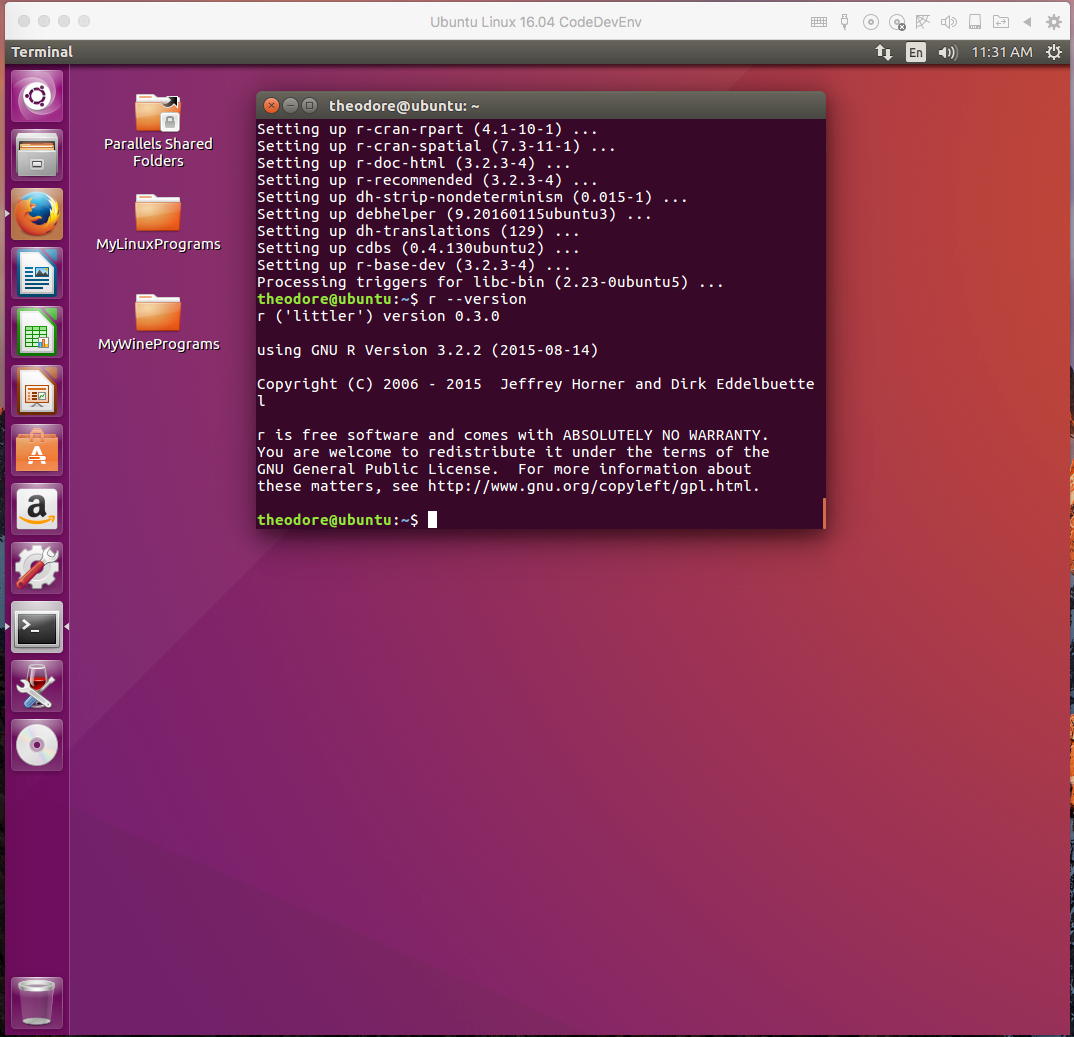 Ubuntu Linux 16.04 CodeDevEnv
Terminal
En
11:31 AM
Parallels Shared
Folders
MyLinuxPrograms
MyWinePrograms
theodore@ubuntu: ~
Setting up r-cran-rpart (4.1-10-1) ...
Setting up r-cran-spatial (7.3-11-1) ...
Setting up r-doc-html (3.2.3-4) ...
Setting up r-recommended (3.2.3-4) ...
Setting up dh-strip-nondeterminism (0.015-1) ...
Setting up debhelper (9.20160115ubuntu3) ...
Setting up dh-translations (129) ...
Setting up cdbs (0.4.130ubuntu2) ...
Setting up r-base-dev (3.2.3-4) ...
Processing triggers for libc-bin (2.23-0ubuntu5) ...
theodore@ubuntu:~$ r --version
r ('littler') version 0.3.0
using GNU R Version 3.2.2 (2015-08-14)
Copyright (C) 2006 - 2015  Jeffrey Horner and Dirk Eddelbuette
l
r is free software and comes with ABSOLUTELY NO WARRANTY.
You are welcome to redistribute it under the terms of the
GNU General Public License.  For more information about
these matters, see http://www.gnu.org/copyleft/gpl.html.
theodore@ubuntu:~$
A
a
>_